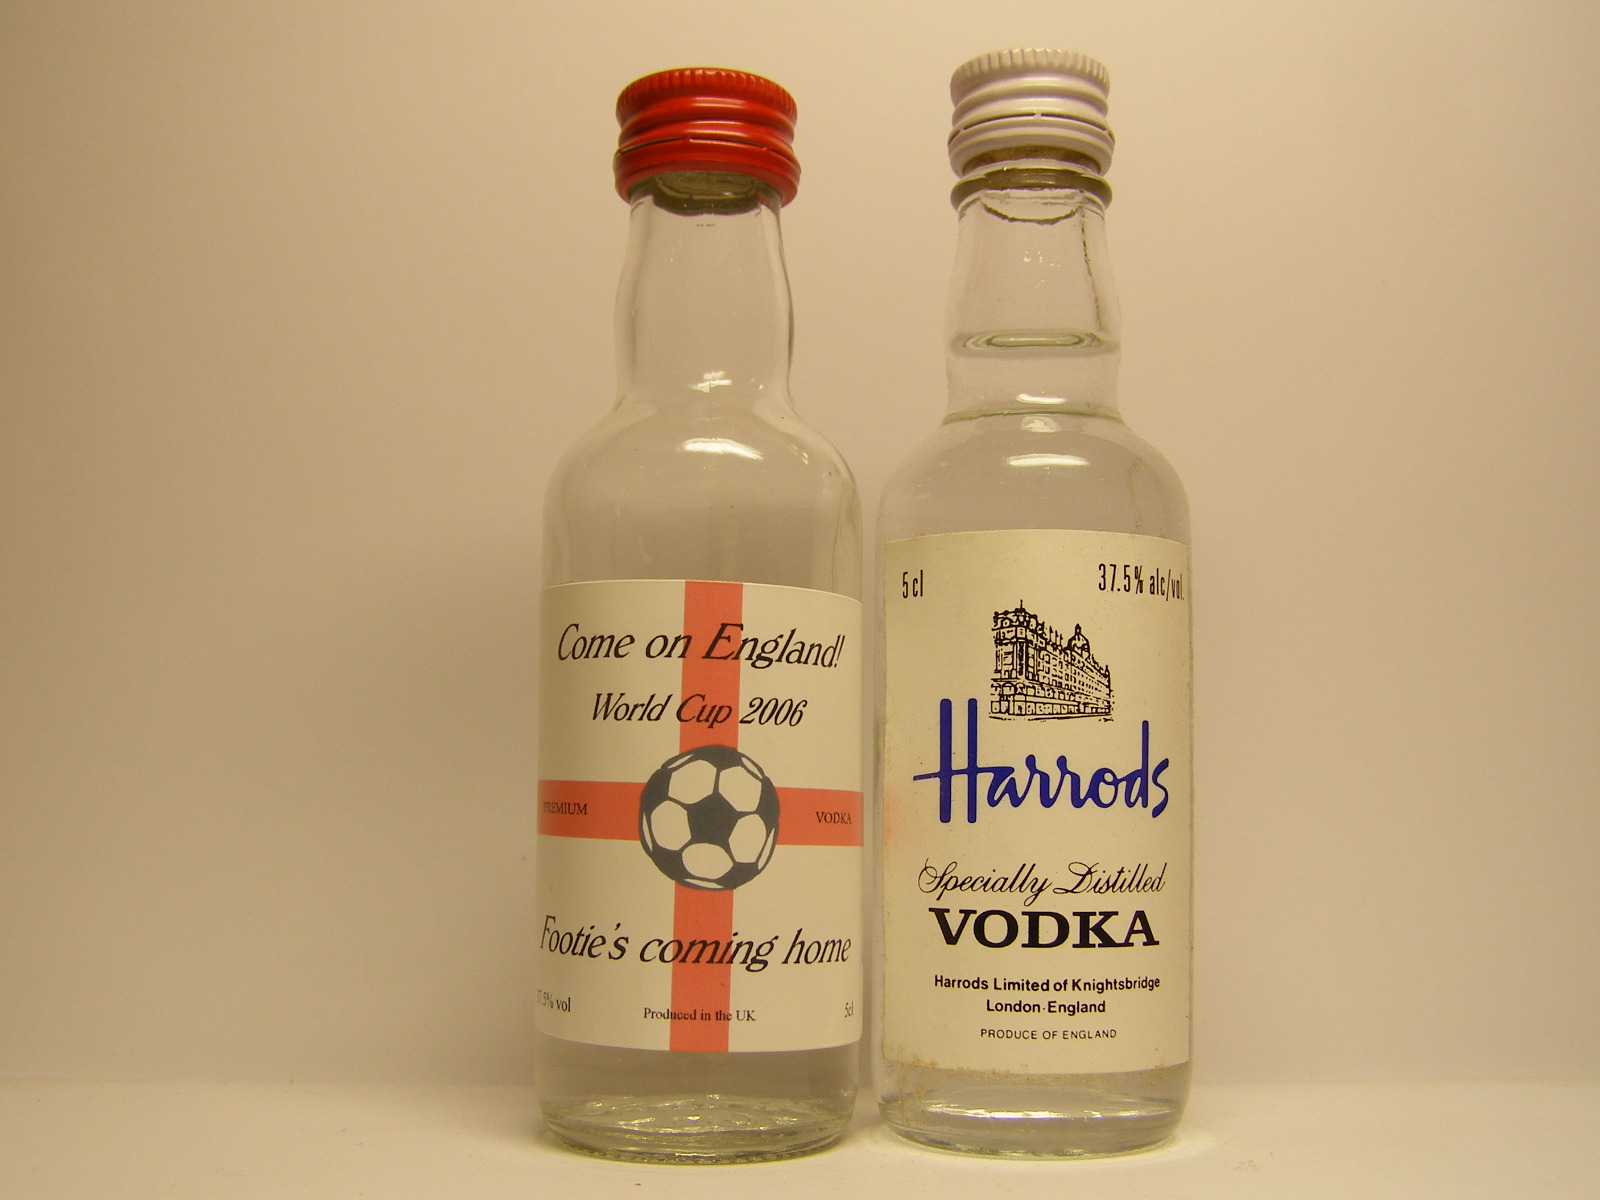 Come on England!
World Cup 2006
PREMIUM VODKA
Footie's coming home
37.5% vol Produced in the UK 5cl
5 cl 37.5% alc/vol.
Harrods
Specially Distilled
VODKA
Harrods Limited of Knightsbridge
London·England
PRODUCE OF ENGLAND